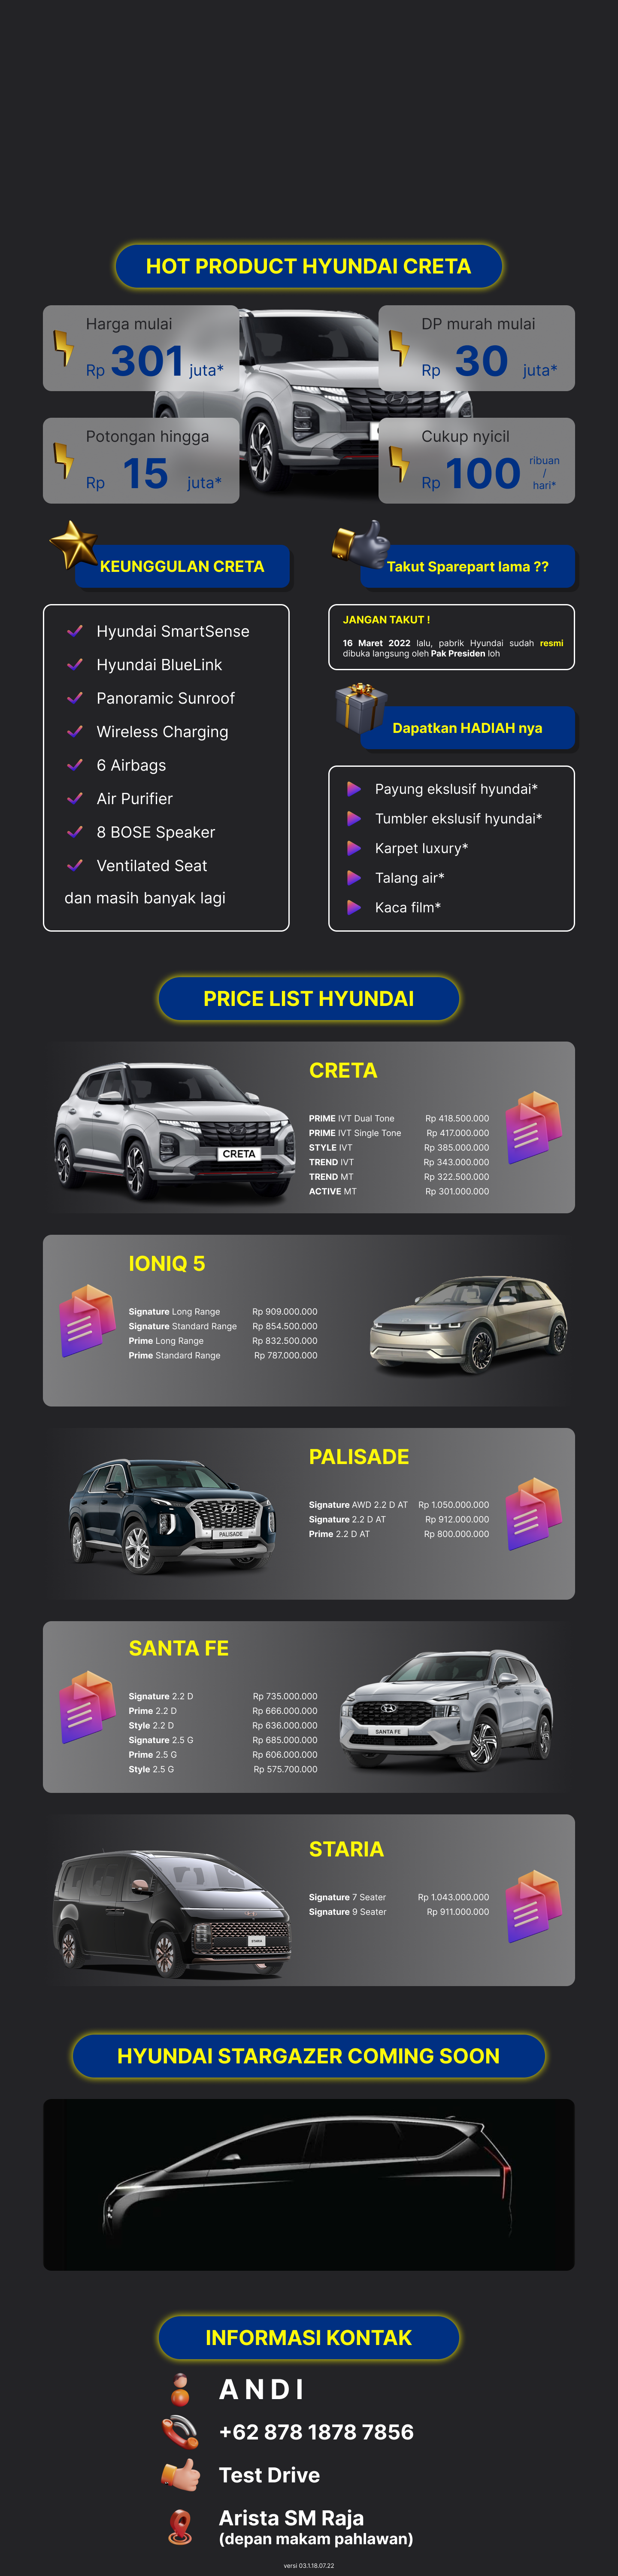 HOT PRODUCT HYUNDAI CRETA
Harga mulai
Rp 301 juta*
DP murah mulai
Rp 30 juta*
Potongan hingga
Rp 15 juta*
Cukup nyicil
Rp 100 ribuan / hari*
KEUNGGULAN CRETA
Hyundai SmartSense
Hyundai BlueLink
Panoramic Sunroof
Wireless Charging
6 Airbags
Air Purifier
8 BOSE Speaker
Ventilated Seat
dan masih banyak lagi
Takut Sparepart lama ??
JANGAN TAKUT !
16 Maret 2022 lalu, pabrik Hyundai sudah resmi
dibuka langsung oleh Pak Presiden loh
Dapatkan HADIAH nya
Payung ekslusif hyundai*
Tumbler ekslusif hyundai*
Karpet luxury*
Talang air*
Kaca film*
PRICE LIST HYUNDAI
CRETA
CRETA
PRIME IVT Dual Tone Rp 418.500.000
PRIME IVT Single Tone Rp 417.000.000
STYLE IVT Rp 385.000.000
TREND IVT Rp 343.000.000
TREND MT Rp 322.500.000
ACTIVE MT Rp 301.000.000
IONIQ 5
Signature Long Range Rp 909.000.000
Signature Standard Range Rp 854.500.000
Prime Long Range Rp 832.500.000
Prime Standard Range Rp 787.000.000
PALISADE
PALISADE
Signature AWD 2.2 D AT Rp 1.050.000.000
Signature 2.2 D AT Rp 912.000.000
Prime 2.2 D AT Rp 800.000.000
SANTA FE
SANTA FE
Signature 2.2 D Rp 735.000.000
Prime 2.2 D Rp 666.000.000
Style 2.2 D Rp 636.000.000
Signature 2.5 G Rp 685.000.000
Prime 2.5 G Rp 606.000.000
Style 2.5 G Rp 575.700.000
STARIA
STARIA
Signature 7 Seater Rp 1.043.000.000
Signature 9 Seater Rp 911.000.000
HYUNDAI STARGAZER COMING SOON
INFORMASI KONTAK
ANDI
+62 878 1878 7856
Test Drive
Arista SM Raja
(depan makam pahlawan)
versi 03.1.18.07.22